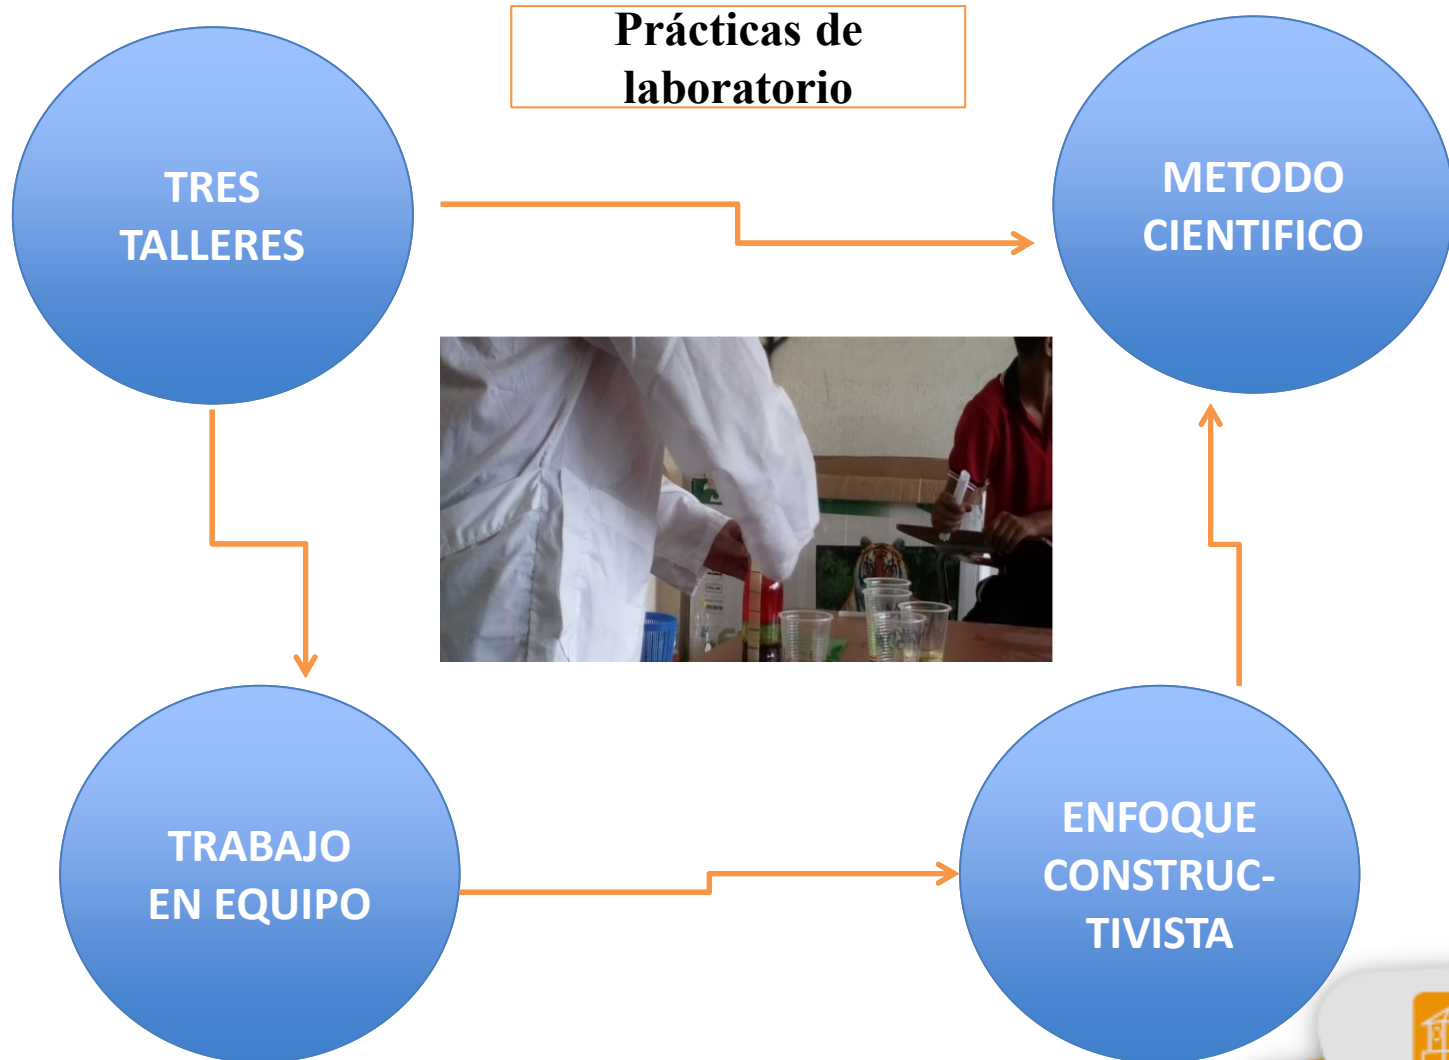 Prácticas de
laboratorio
TRES
TALLERES
METODO
CIENTIFICO
TRABAJO
EN EQUIPO
ENFOQUE
CONSTRUC-
TIVISTA